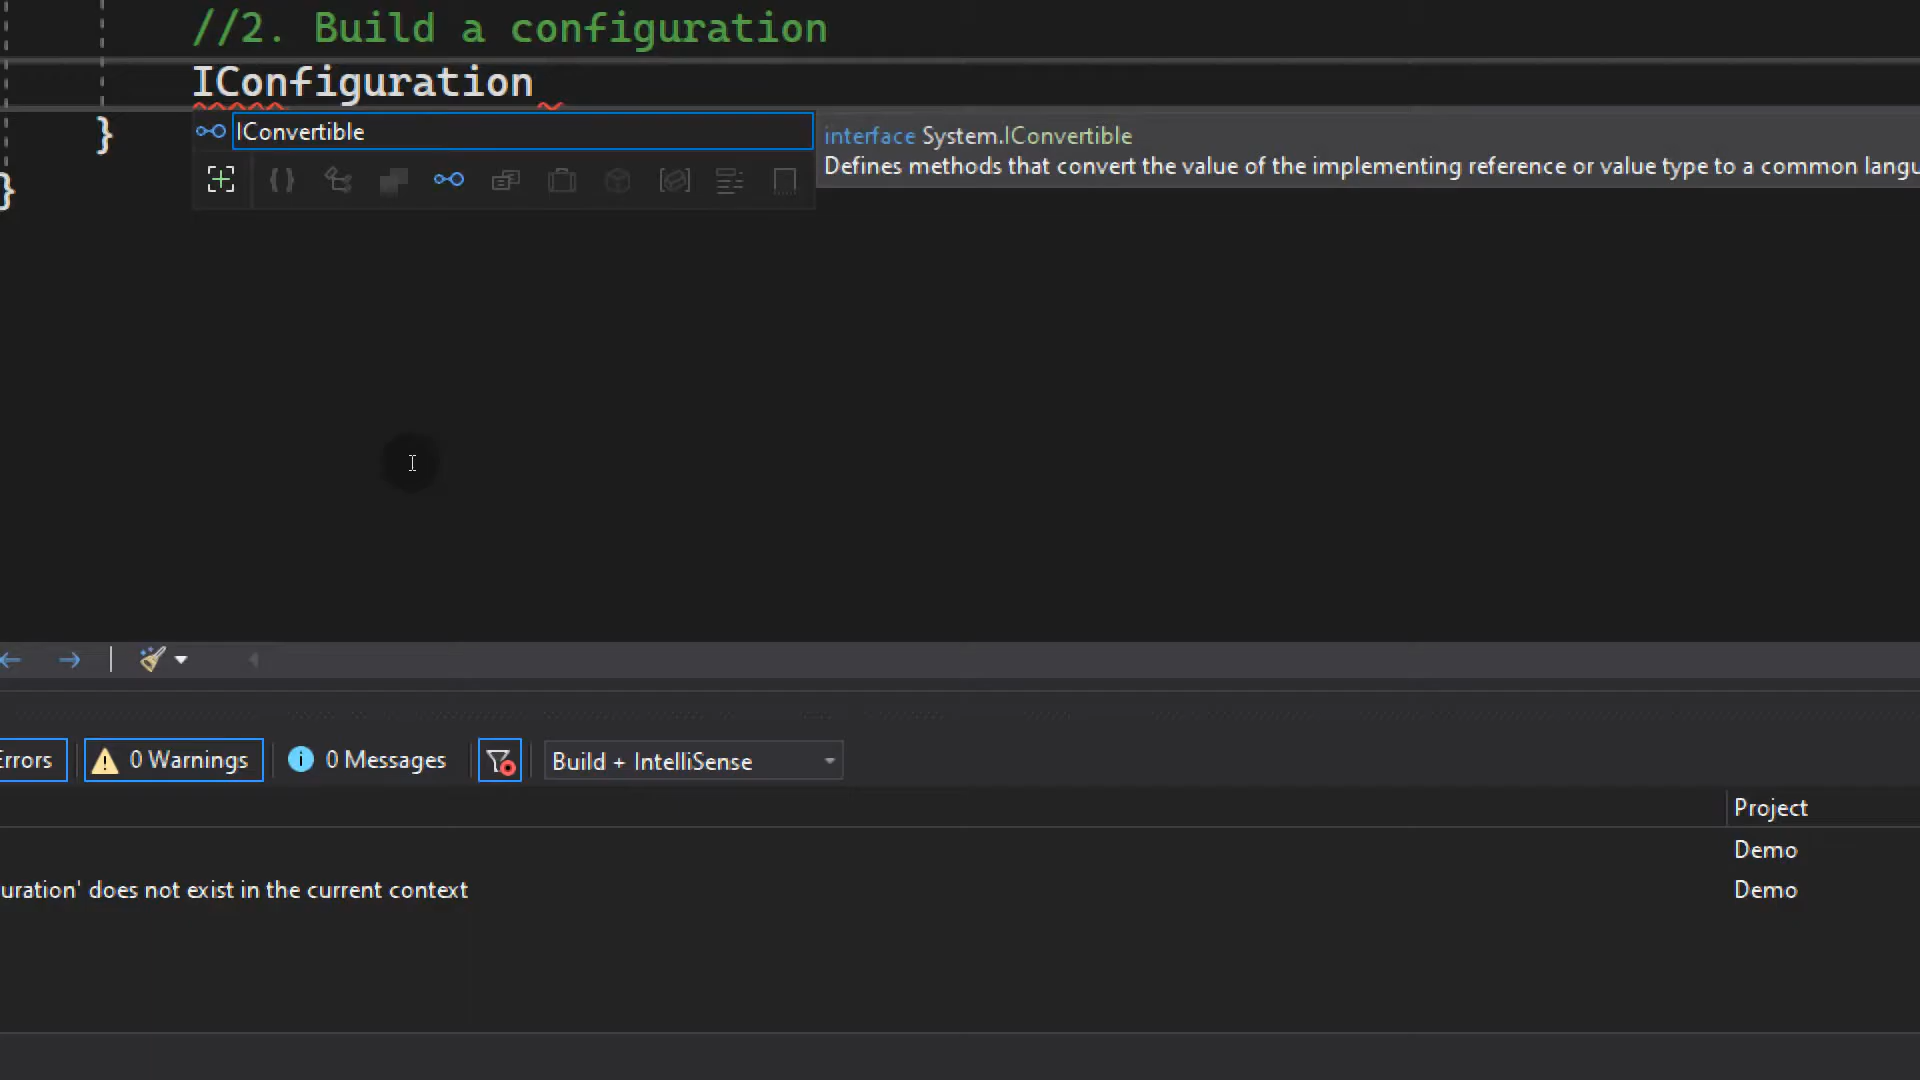 //2. Build a configuration
IConfiguration
}
IConvertible
interface System.IConvertible
Defines methods that convert the value of the implementing reference or value type to a common langu
}
Errors
0 Warnings
0 Messages
Build + IntelliSense
Project
Demo
uration' does not exist in the current context
Demo